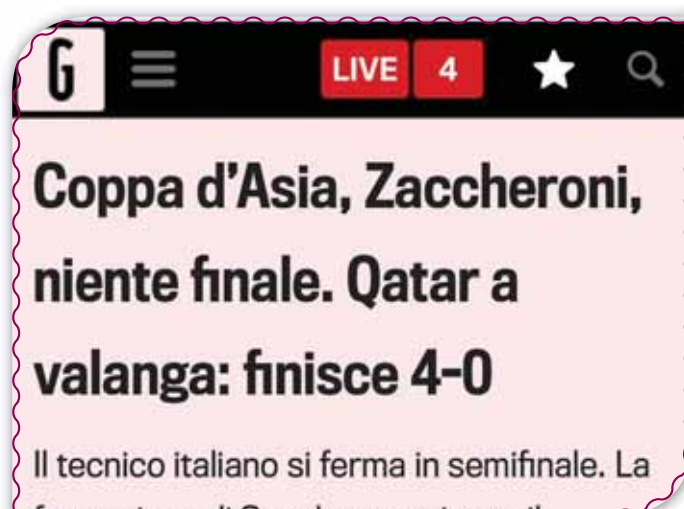 G
LIVE 4
Coppa d’Asia, Zaccheroni,
niente finale. Qatar a
valanga: finisce 4-0
Il tecnico italiano si ferma in semifinale. La